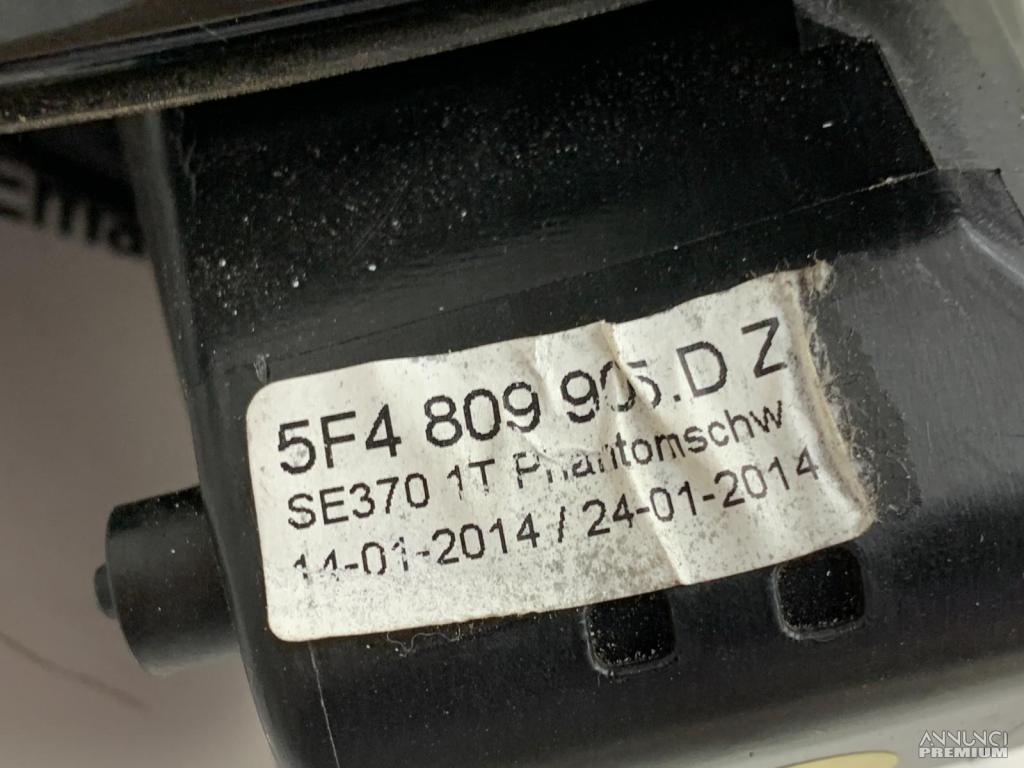 5F4 809 905.D Z
SE370 1T Phantomschw
14-01-2014 / 24-01-2014
ANNUNCI
PREMIUM